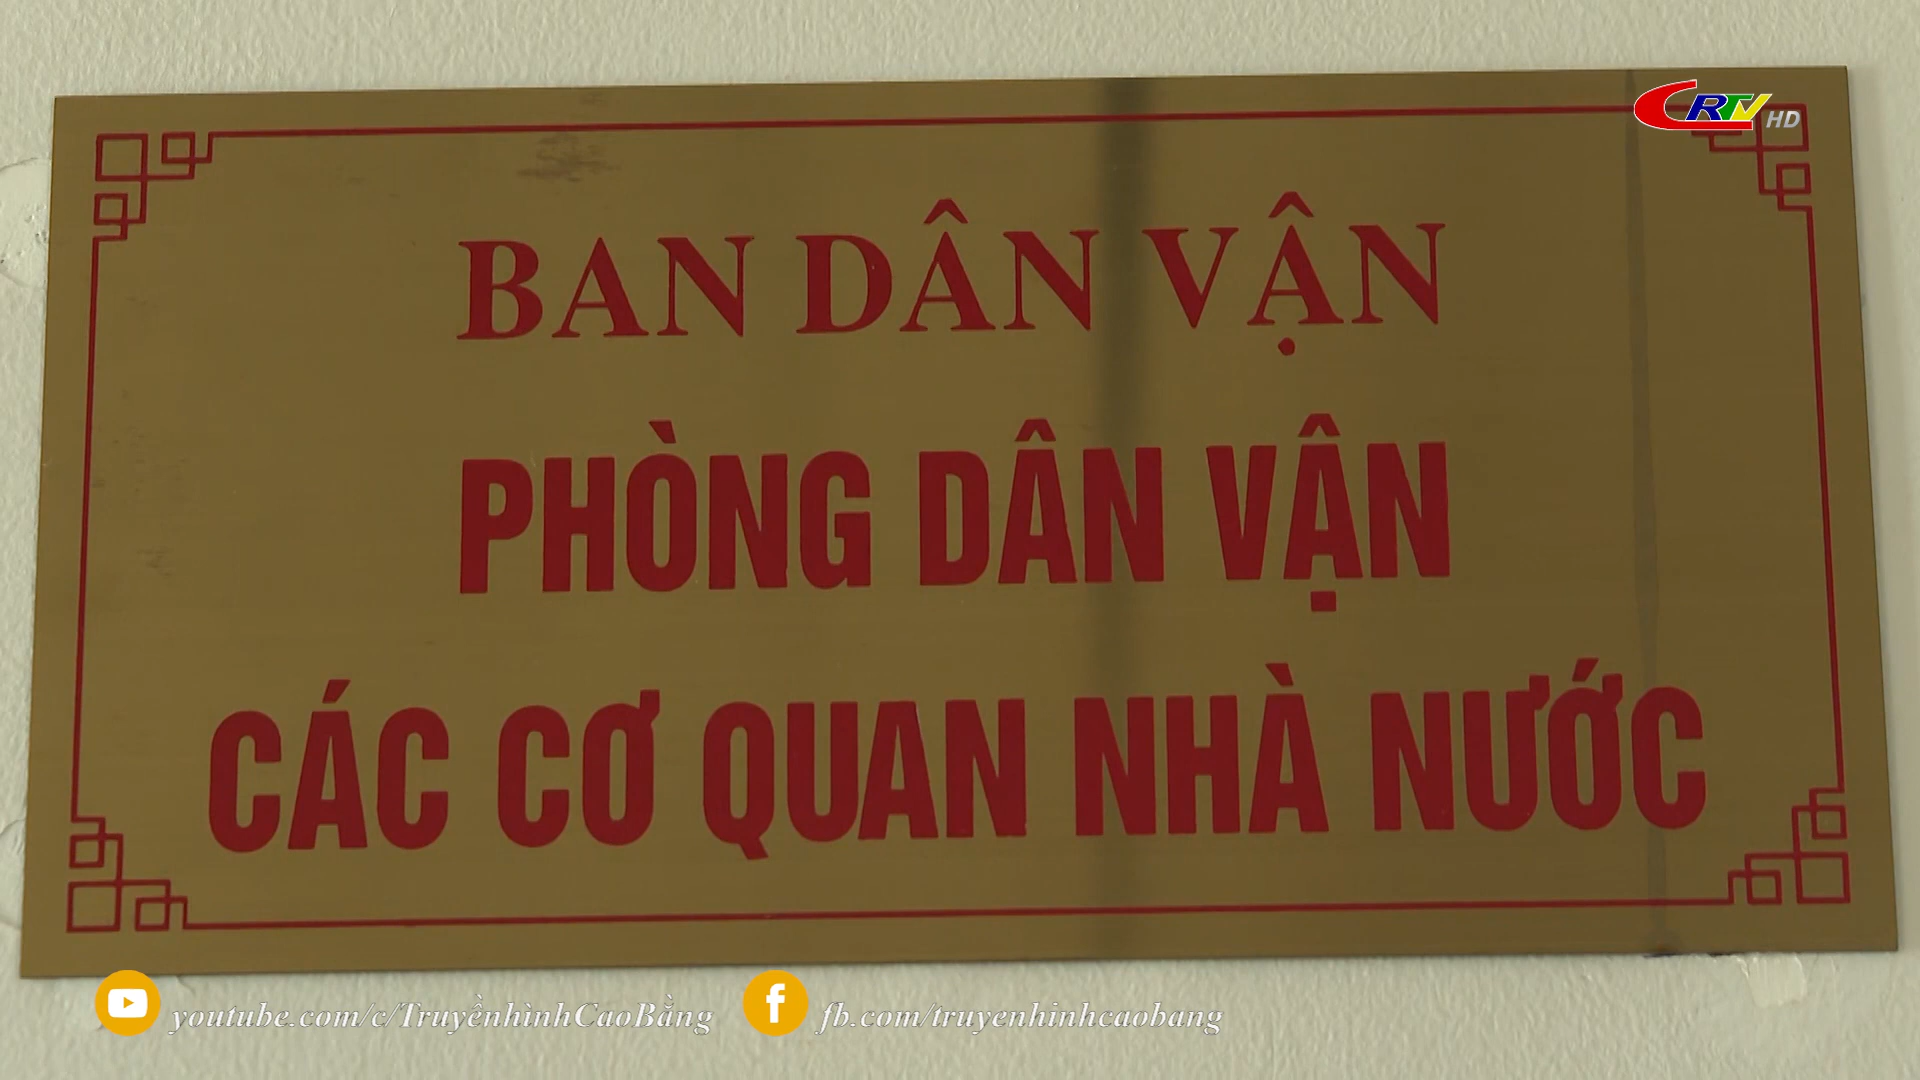 CRTV HD
BAN DÂN VẬN
PHÒNG DÂN VẬN
CÁC CƠ QUAN NHÀ NƯỚC
youtube.com/c/TruyềnhìnhCaoBằng
fb.com/truyenhinhcaobang